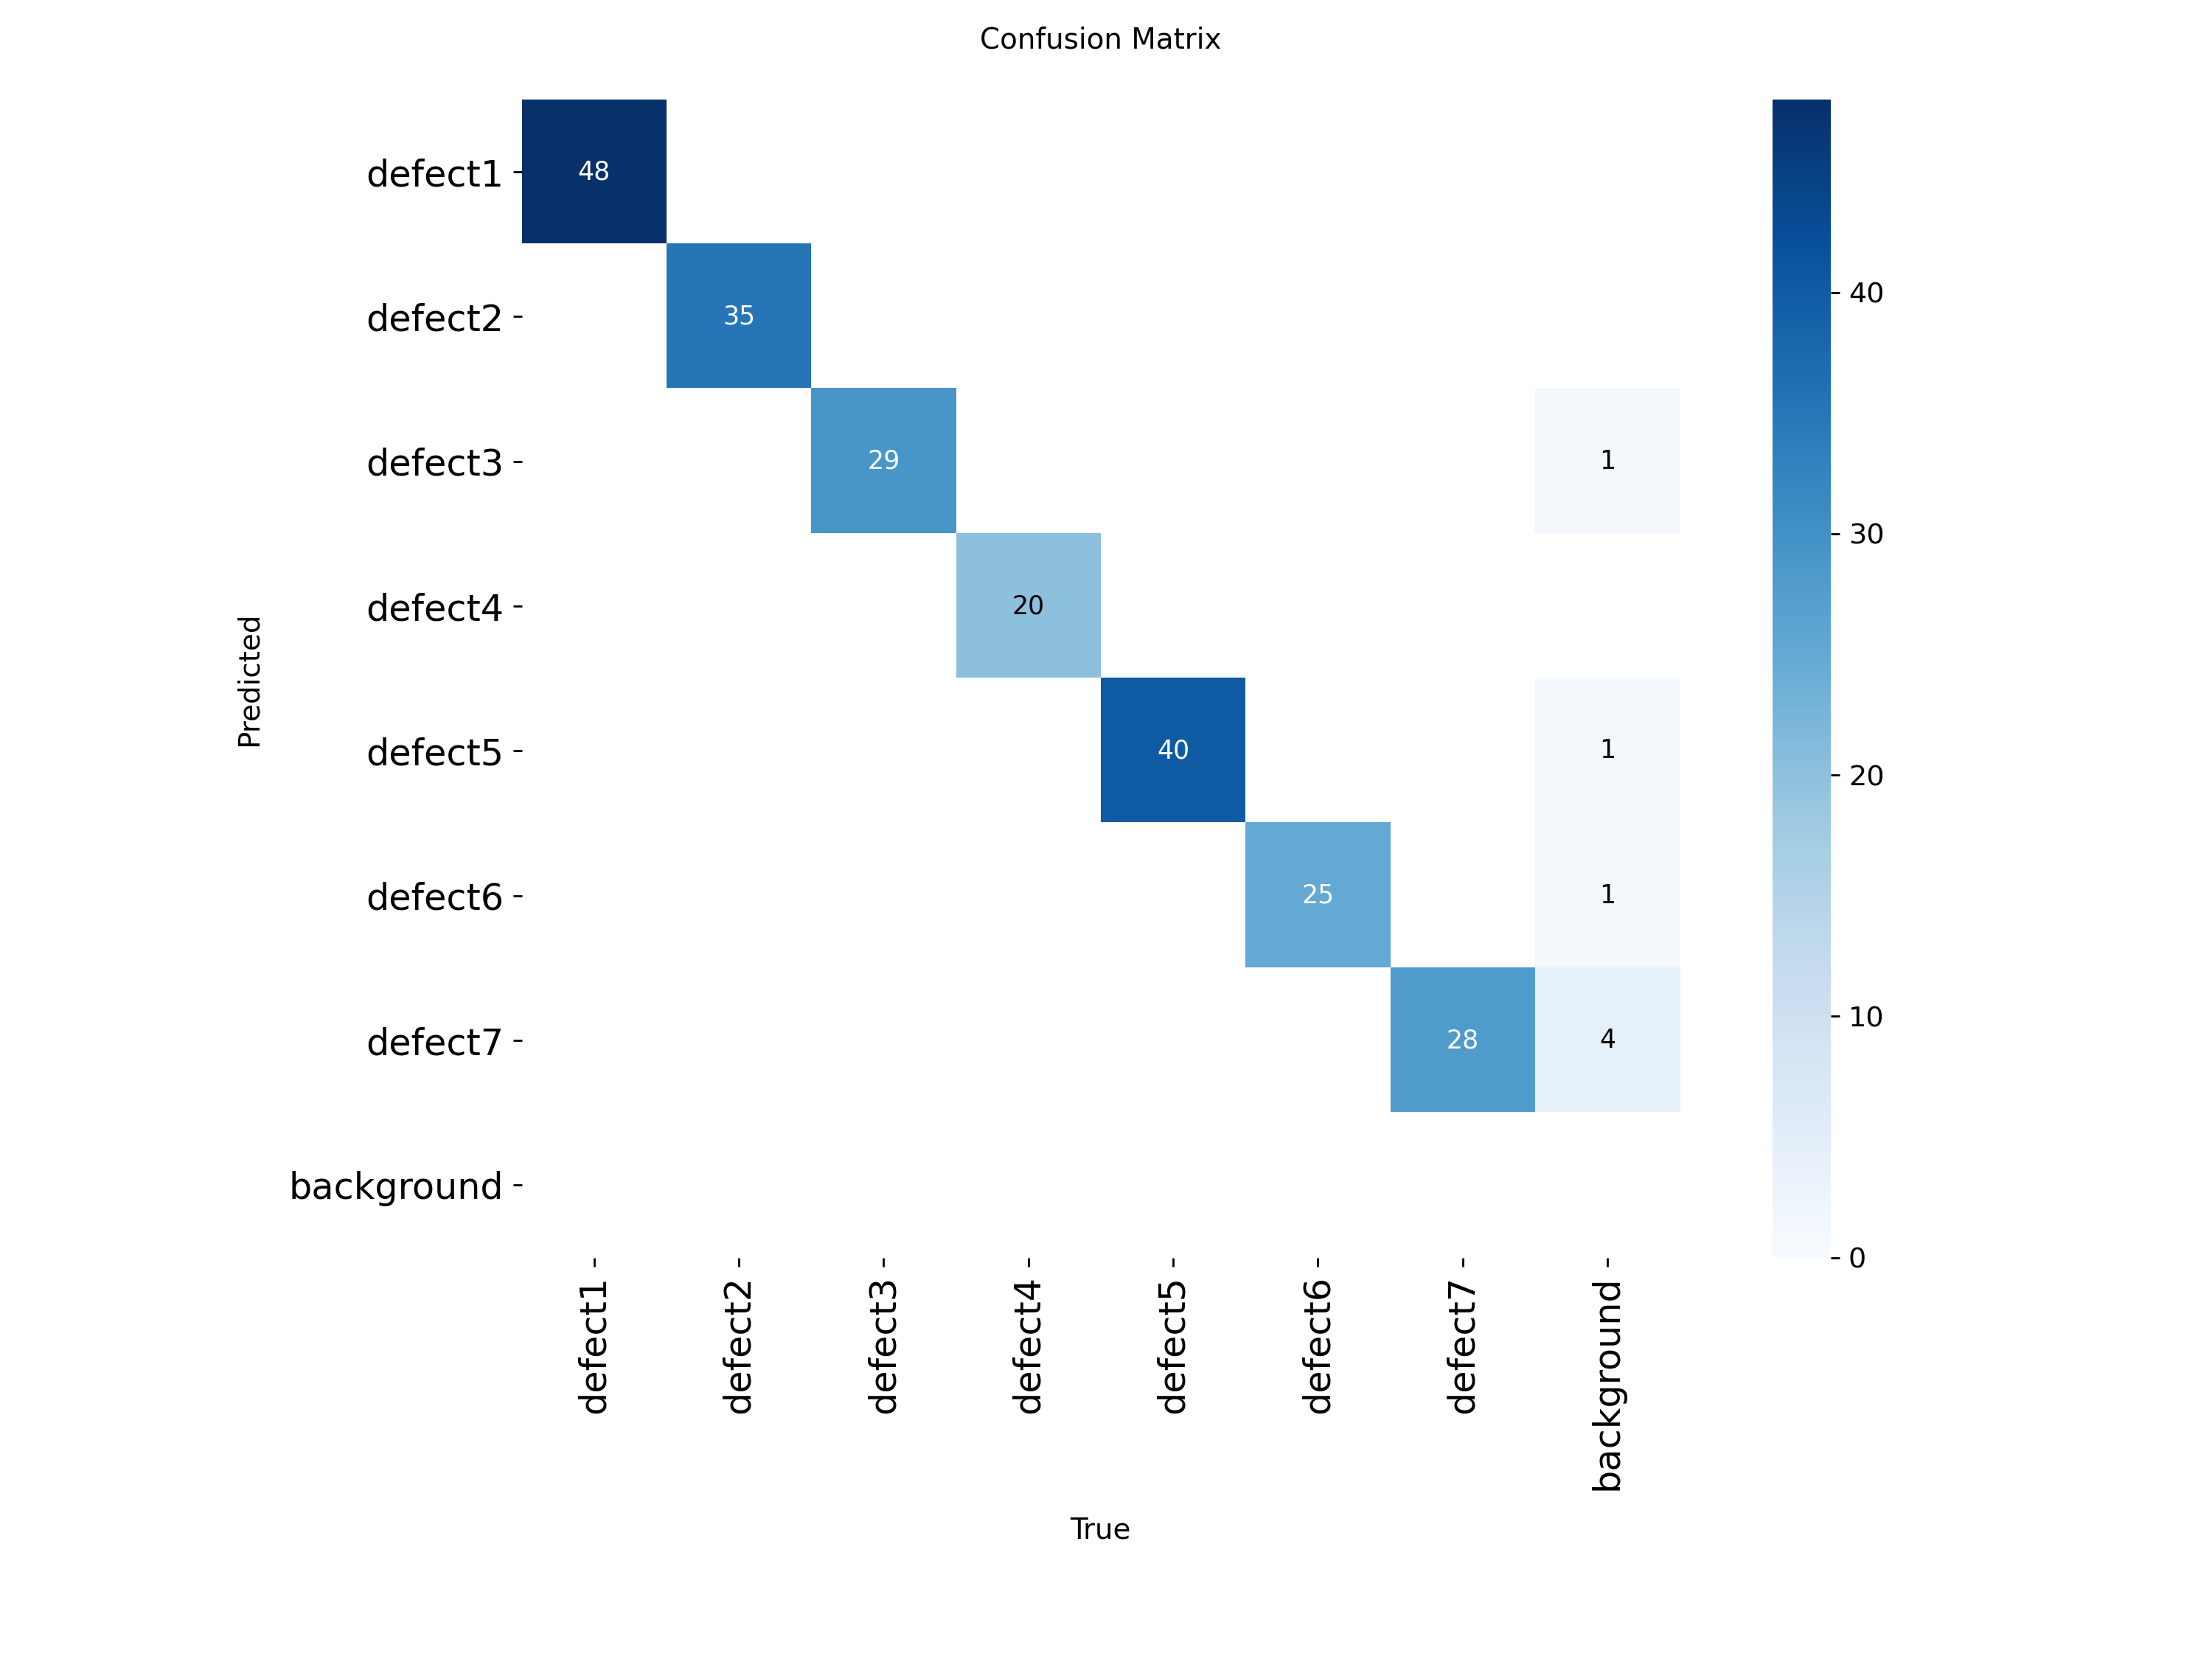 Confusion Matrix
defect1
48
defect2
35
40
defect3
29
1
30
defect4
20
20
Predicted
defect5
40
1
defect6
25
1
10
defect7
28
4
background
0
defect1
defect2
defect3
defect4
defect5
defect6
defect7
background
True